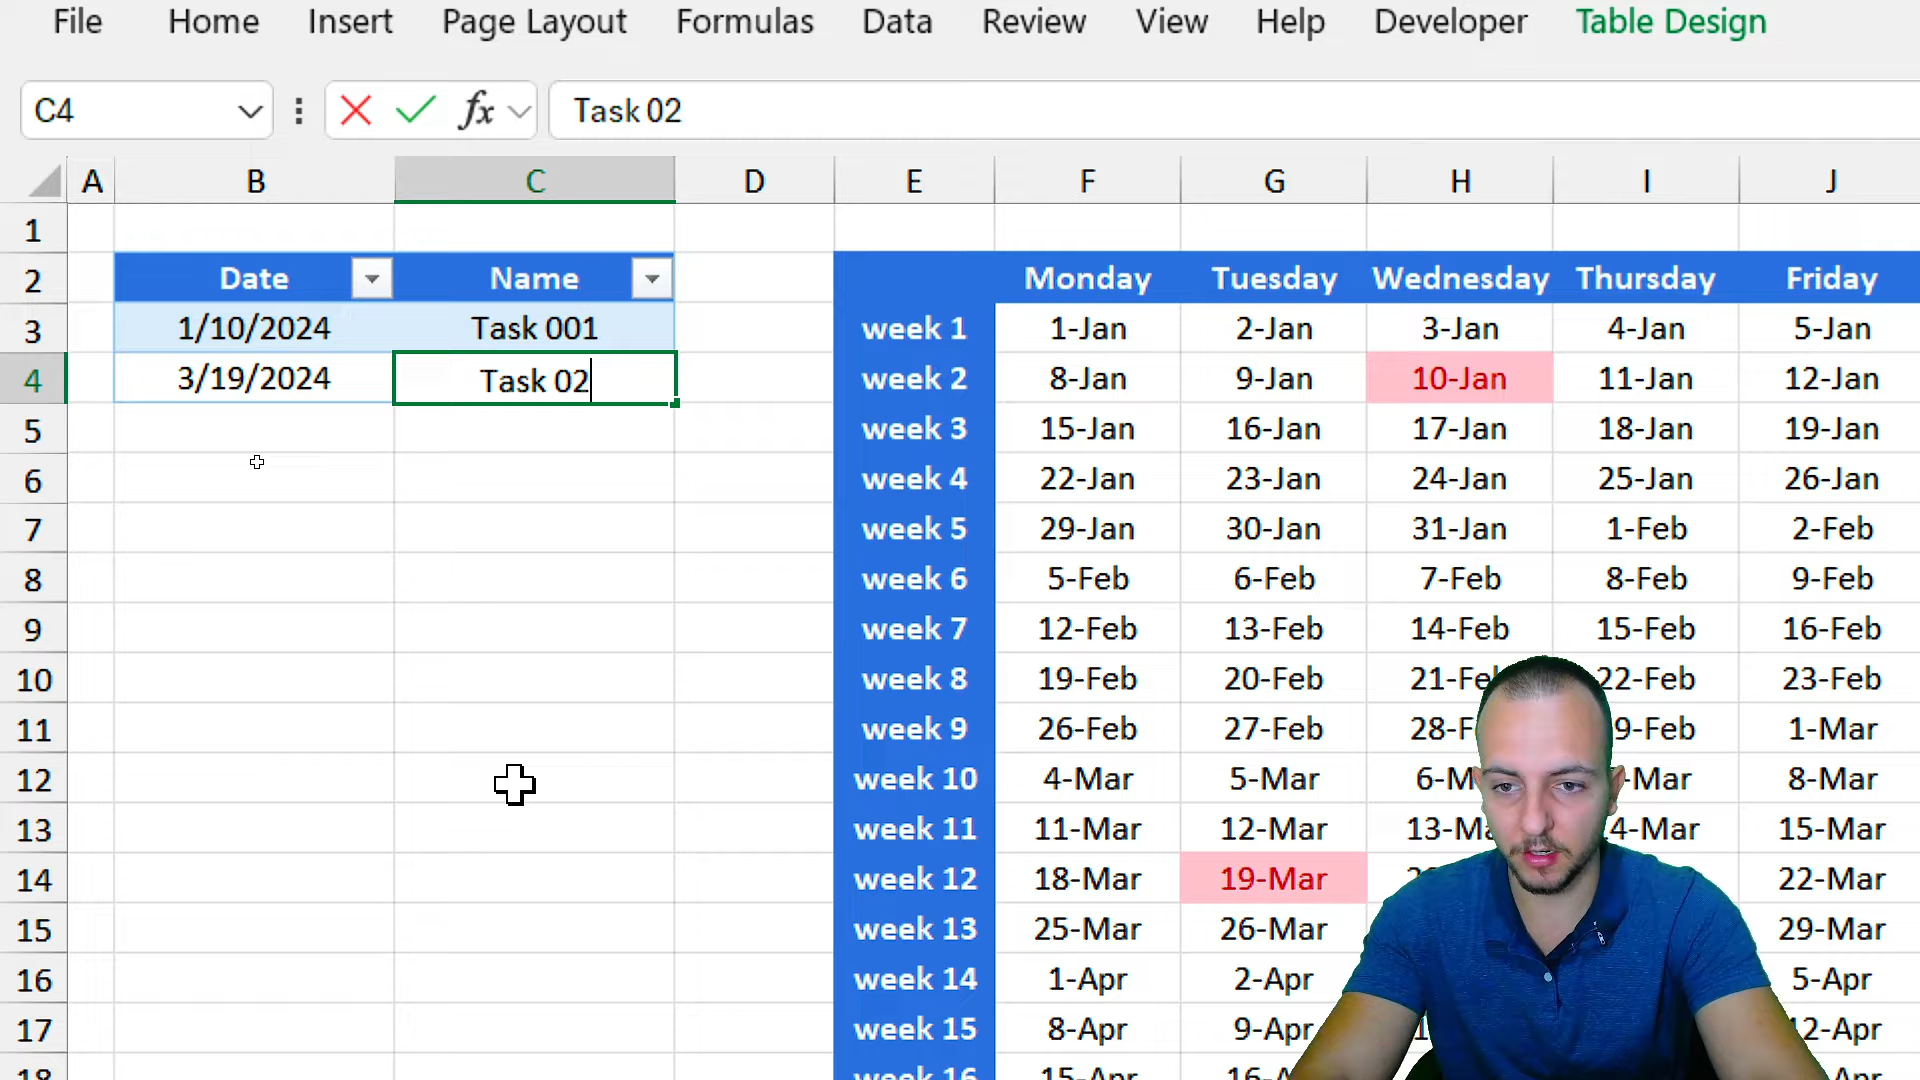 File Home Insert Page Layout Formulas Data Review View Help Developer Table Design
C4 fx Task 02
A B C D E F G H I J
1
2 Date Name Monday Tuesday Wednesday Thursday Friday
3 1/10/2024 Task 001 week 1 1-Jan 2-Jan 3-Jan 4-Jan 5-Jan
4 3/19/2024 Task 02 week 2 8-Jan 9-Jan 10-Jan 11-Jan 12-Jan
5 week 3 15-Jan 16-Jan 17-Jan 18-Jan 19-Jan
6 week 4 22-Jan 23-Jan 24-Jan 25-Jan 26-Jan
7 week 5 29-Jan 30-Jan 31-Jan 1-Feb 2-Feb
8 week 6 5-Feb 6-Feb 7-Feb 8-Feb 9-Feb
9 week 7 12-Feb 13-Feb 14-Feb 15-Feb 16-Feb
10 week 8 19-Feb 20-Feb 21-Fe 22-Feb 23-Feb
11 week 9 26-Feb 27-Feb 28-F 9-Feb 1-Mar
12 week 10 4-Mar 5-Mar 6-M -Mar 8-Mar
13 week 11 11-Mar 12-Mar 13-Ma 4-Mar 15-Mar
14 week 12 18-Mar 19-Mar 22-Mar
15 week 13 25-Mar 26-Mar 29-Mar
16 week 14 1-Apr 2-Apr 5-Apr
17 week 15 8-Apr 9-Apr 12-Apr
18 week 16 15-Apr 16-A Apr